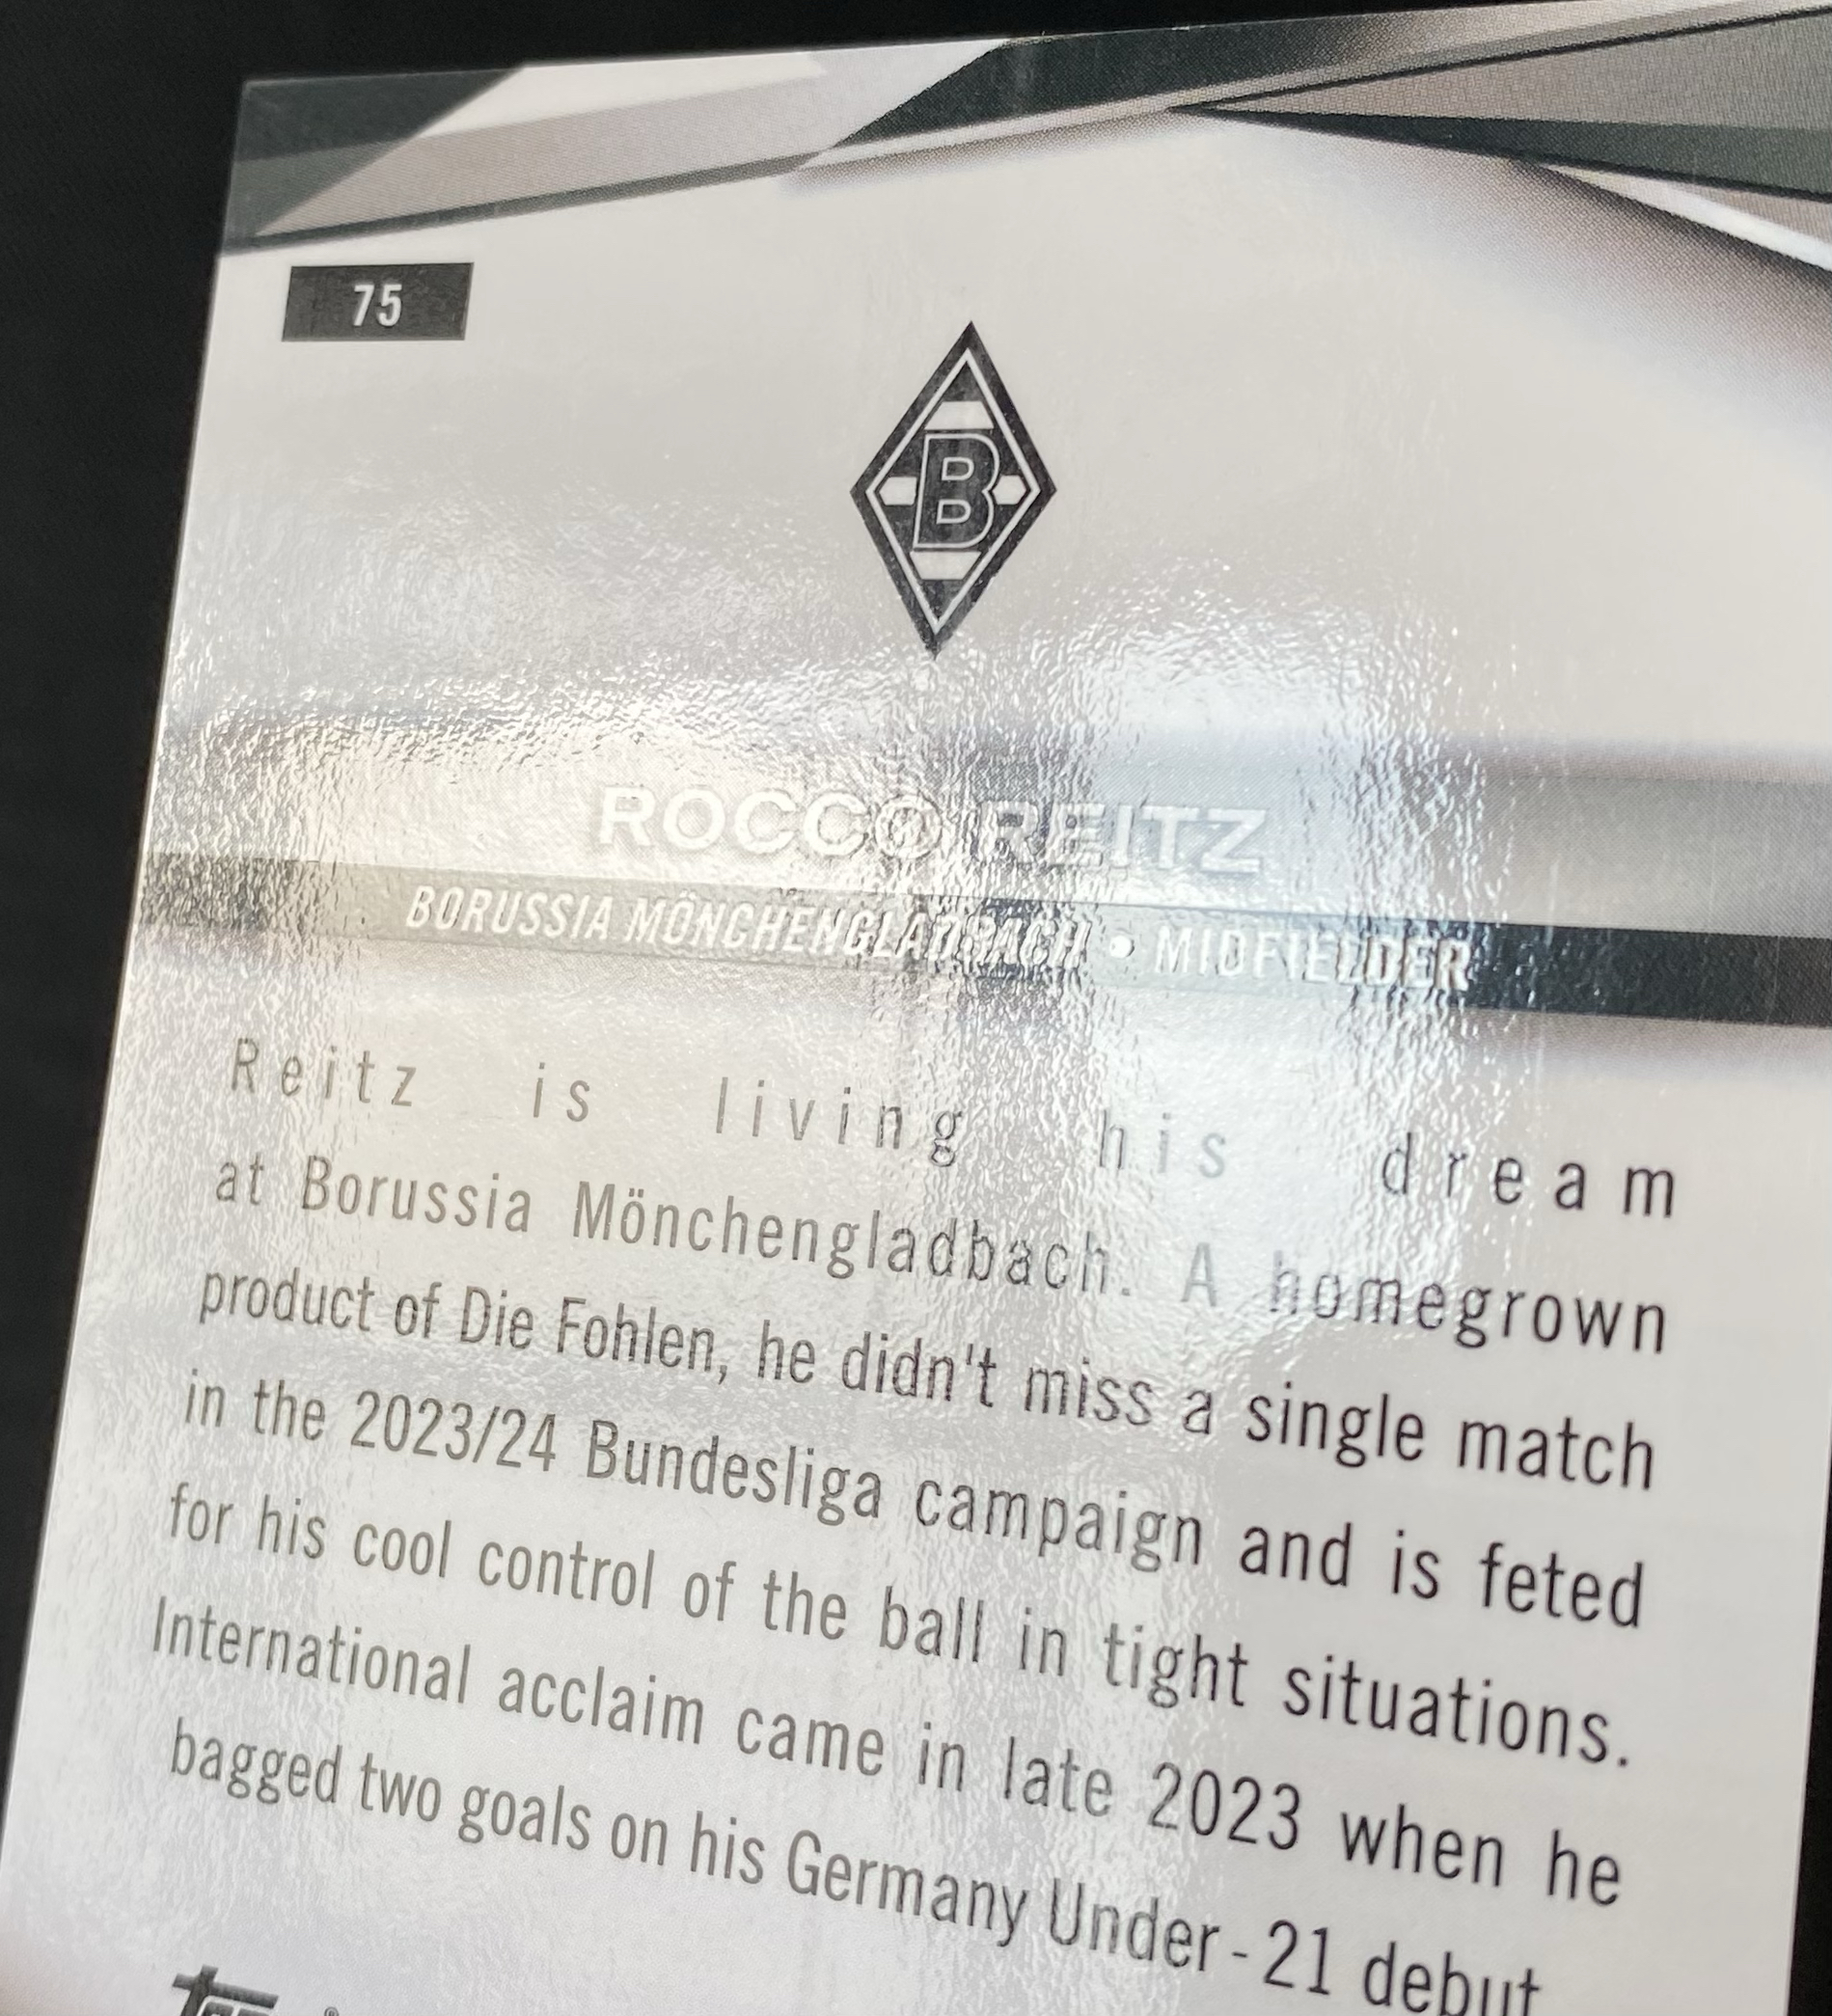 75
B
ROCCO REITZ
BORUSSIA MÖNCHENGLADBACH • MIDFIELDER
Reitz is living his dream
at Borussia Mönchengladbach. A homegrown
product of Die Fohlen, he didn't miss a single match
in the 2023/24 Bundesliga campaign and is feted
for his cool control of the ball in tight situations.
International acclaim came in late 2023 when he
bagged two goals on his Germany Under-21 debut